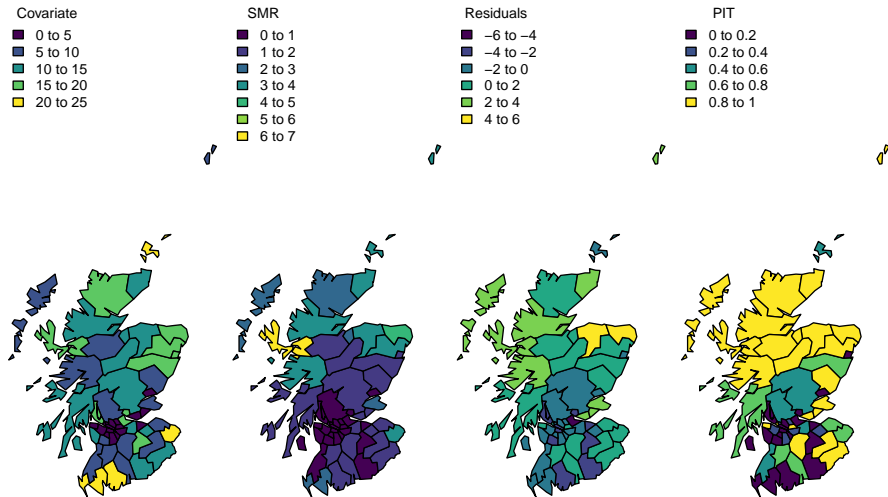 Covariate
0 to 5
5 to 10
10 to 15
15 to 20
20 to 25
SMR
0 to 1
1 to 2
2 to 3
3 to 4
4 to 5
5 to 6
6 to 7
Residuals
−6 to −4
−4 to −2
−2 to 0
0 to 2
2 to 4
4 to 6
PIT
0 to 0.2
0.2 to 0.4
0.4 to 0.6
0.6 to 0.8
0.8 to 1